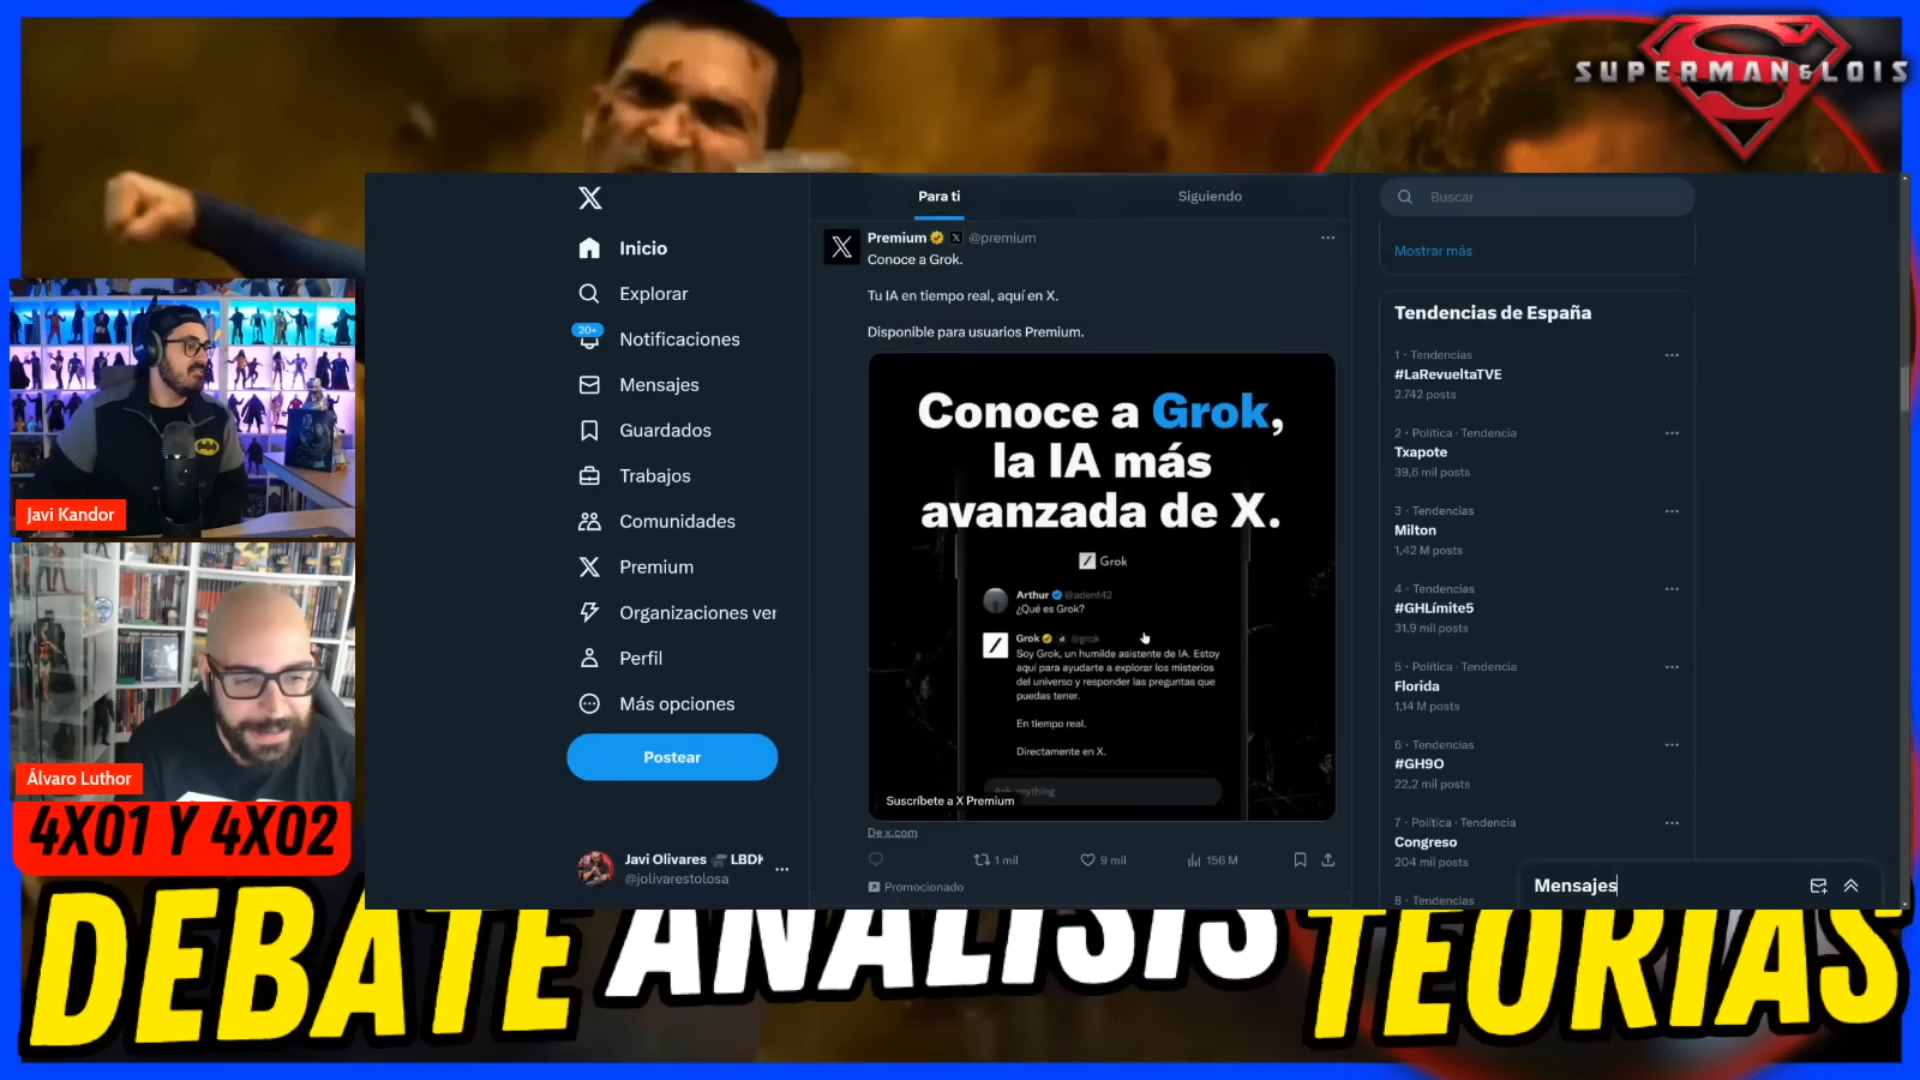 SUPERMAN & LOIS
Para ti
Siguiendo
Buscar
Inicio
Explorar
20+
Notificaciones
Mensajes
Guardados
Trabajos
Comunidades
Premium
Organizaciones ver
Perfil
Más opciones
Postear
Javi Olivares LBDK
@jolivarestolosa
Premium @premium
Conoce a Grok.
Tu IA en tiempo real, aquí en X.
Disponible para usuarios Premium.
Conoce a Grok,
la IA más
avanzada de X.
Grok
Arthur @adent42
¿Qué es Grok?
Grok @grok
Soy Grok, un humilde asistente de IA. Estoy
aquí para ayudarte a explorar los misterios
del universo y responder las preguntas que
puedas tener.
En tiempo real.
Directamente en X.
Ask anything
Suscríbete a X Premium
De x.com
1 mil
9 mil
156 M
Promocionado
Mostrar más
Tendencias de España
1 · Tendencias
#LaRevueltaTVE
2.742 posts
2 · Política · Tendencia
Txapote
39,6 mil posts
3 · Tendencias
Milton
1,42 M posts
4 · Tendencias
#GHLímite5
31,9 mil posts
5 · Política · Tendencia
Florida
1,14 M posts
6 · Tendencias
#GH9O
22,2 mil posts
7 · Política · Tendencia
Congreso
204 mil posts
8 · Tendencias
Mensajes
Javi Kandor
Álvaro Luthor
4X01 Y 4X02
DEBATE ANÁLISIS TEORÍAS